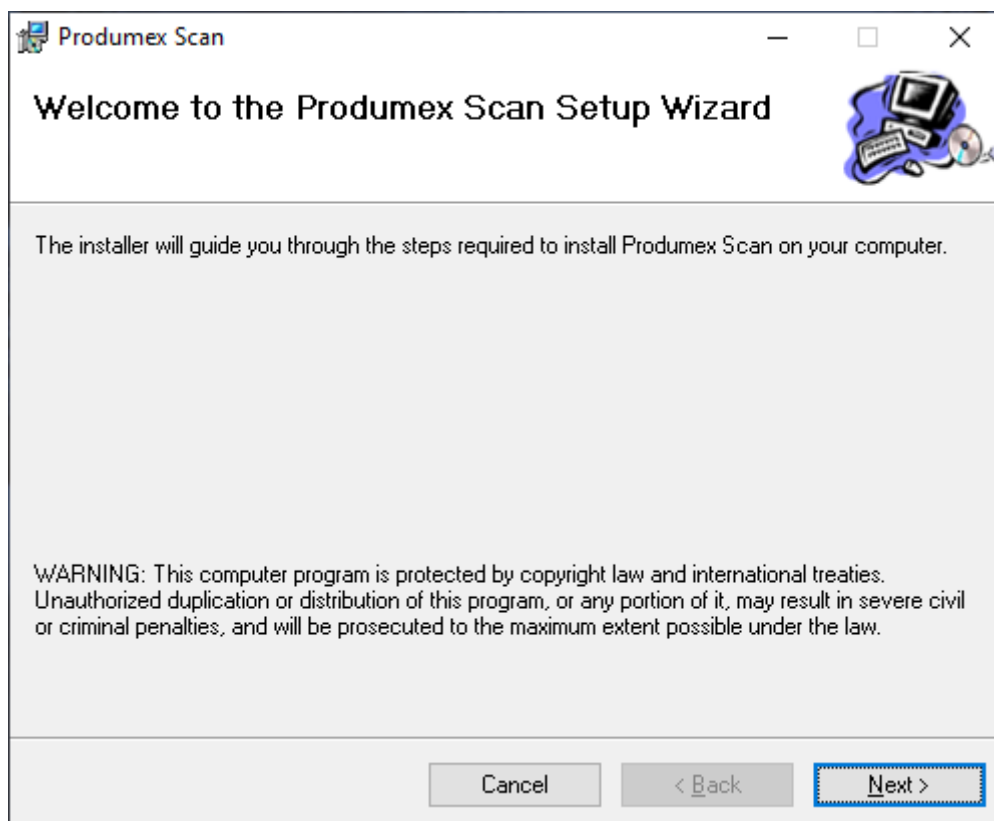 Produmex Scan
Welcome to the Produmex Scan Setup Wizard
The installer will guide you through the steps required to install Produmex Scan on your computer.
WARNING: This computer program is protected by copyright law and international treaties.
Unauthorized duplication or distribution of this program, or any portion of it, may result in severe civil
or criminal penalties, and will be prosecuted to the maximum extent possible under the law.
Cancel
< Back
Next >